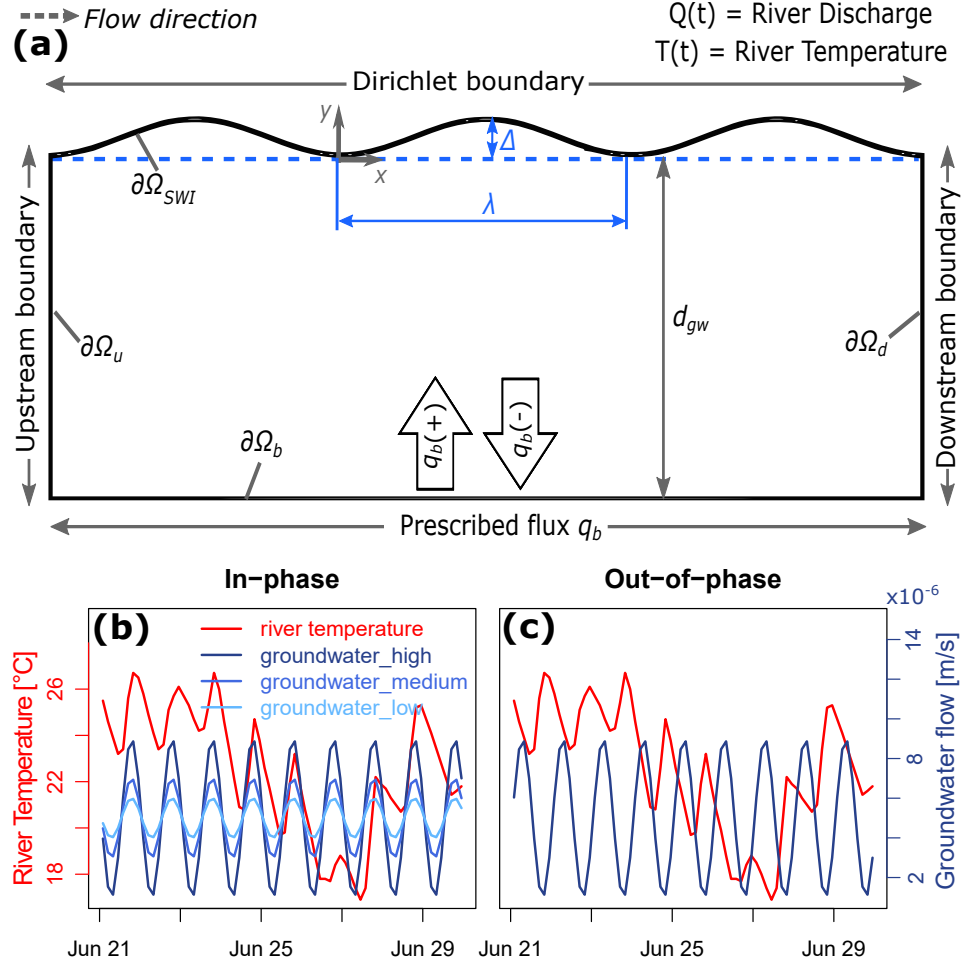 Flow direction
Q(t) = River Discharge
(a)
T(t) = River Temperature
Dirichlet boundary
y
Δ
x
∂Ω_SWI
λ
Upstream boundary
∂Ω_u
d_gw
∂Ω_d
Downstream boundary
q_b(+)
q_b(-)
∂Ω_b
Prescribed flux q_b
In-phase
Out-of-phase
x10^-6
(b)
river temperature
groundwater_high
groundwater_medium
groundwater_low
(c)
River Temperature [°C]
26
22
18
14
8
2
Groundwater flow [m/s]
Jun 21
Jun 25
Jun 29
Jun 21
Jun 25
Jun 29